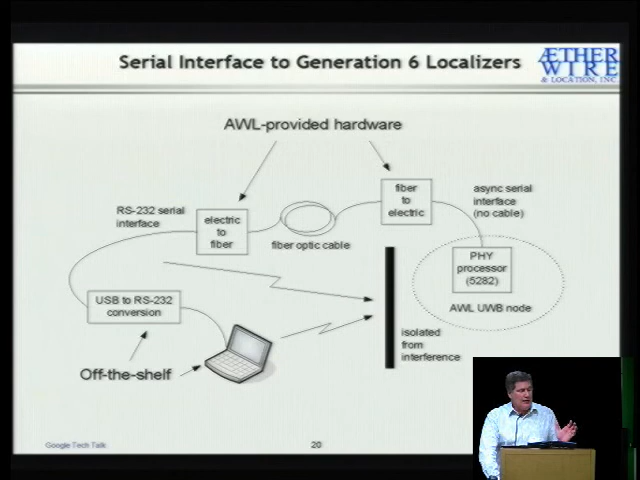 Serial Interface to Generation 6 Localizers
ÆTHER
WIRE
& LOCATION, INC.
AWL-provided hardware
fiber
to
electric
async serial
interface
(no cable)
RS-232 serial
interface
electric
to
fiber
fiber optic cable
PHY
processor
(5282)
USB to RS-232
conversion
AWL UWB node
isolated
from
interference
Off-the-shelf
Google Tech Talk
20